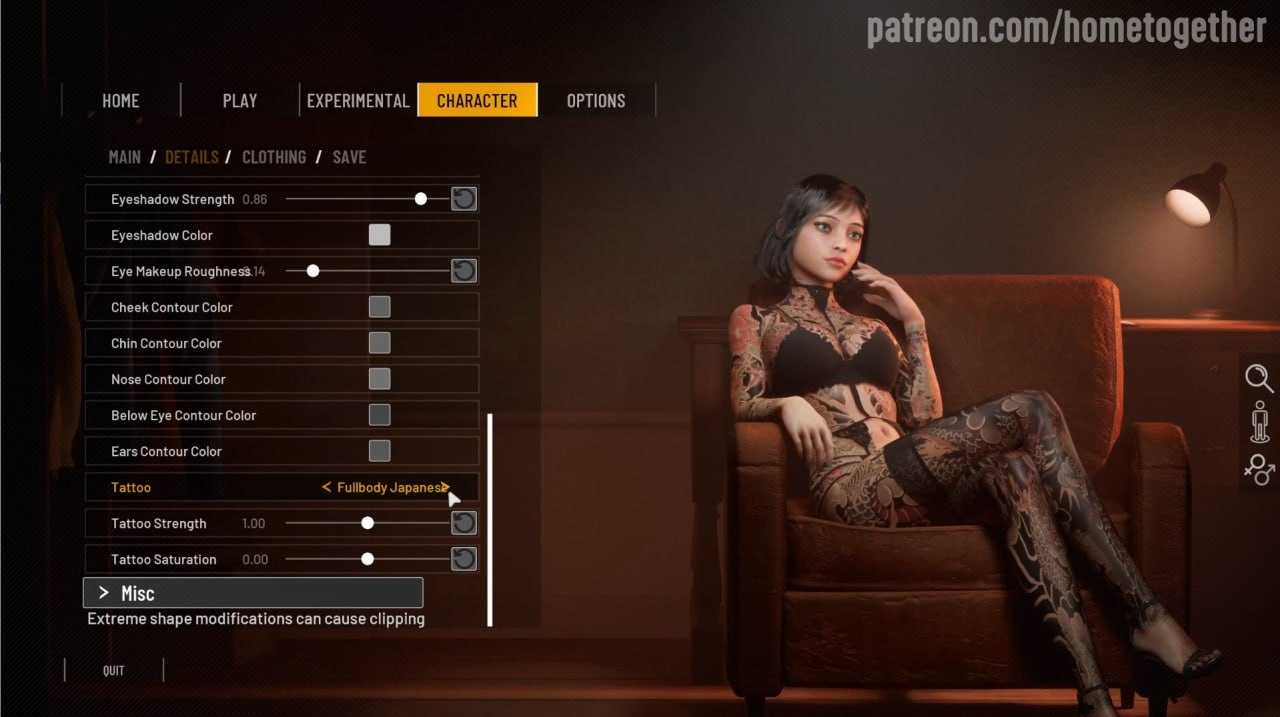 patreon.com/hometogether
HOME PLAY EXPERIMENTAL CHARACTER OPTIONS
MAIN / DETAILS / CLOTHING / SAVE
Eyeshadow Strength 0.86
Eyeshadow Color
Eye Makeup Roughness 0.14
Cheek Contour Color
Chin Contour Color
Nose Contour Color
Below Eye Contour Color
Ears Contour Color
Tattoo < Fullbody Japanese >
Tattoo Strength 1.00
Tattoo Saturation 0.00
> Misc
Extreme shape modifications can cause clipping
QUIT